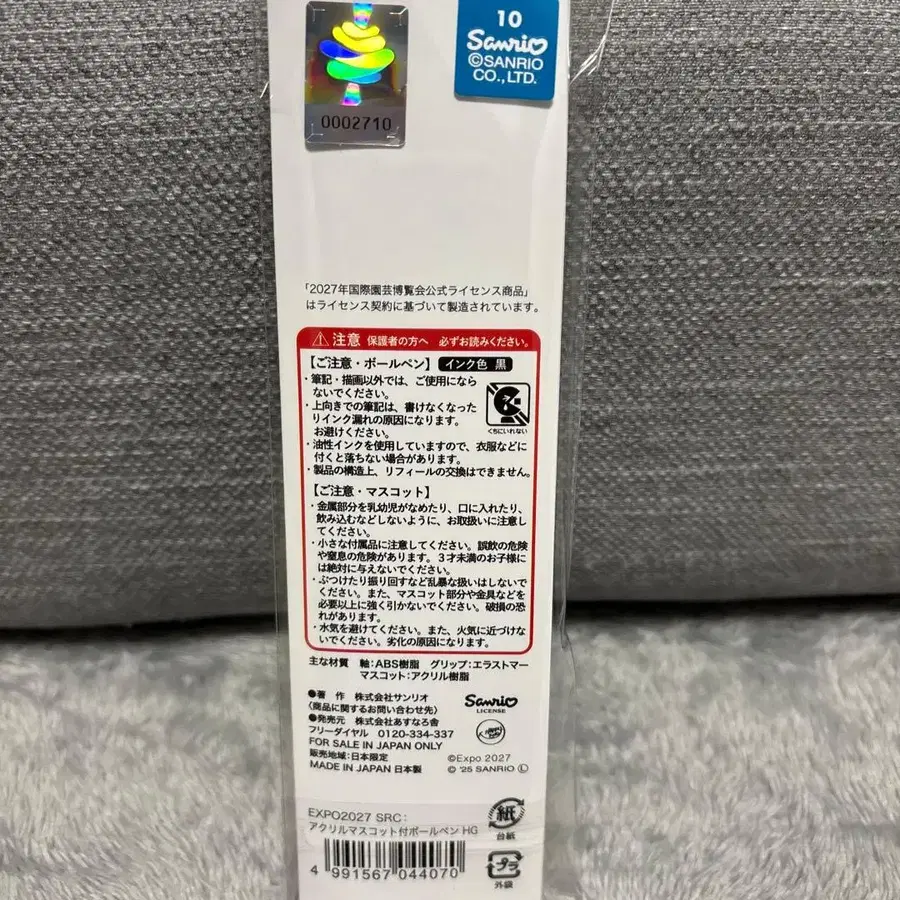 0002710
10
Sanrio
©SANRIO
CO.,LTD.
「2027年国際園芸博覧会公式ライセンス商品」
はライセンス契約に基づいて製造されています。
注意 保護者の方へ 必ずお読みください。
【ご注意・ボールペン】 インク色 黒
・筆記・描画以外では、ご使用になら
ないでください。
・上向きでの筆記は、書けなくなった
りインク漏れの原因になります。
お避けください。
くちにいれない
・油性インクを使用していますので、衣服などに
付くと落ちない場合があります。
・製品の構造上、リフィールの交換はできません。
【ご注意・マスコット】
・金属部分を乳幼児がなめたり、口に入れたり、
飲み込むなどしないように、お取扱いに注意し
てください。
・小さな付属品に注意してください。誤飲の危険
や窒息の危険があります。3才未満のお子様に
は絶対に与えないでください。
・ぶつけたり振り回すなど乱暴な扱いはしないで
ください。また、マスコット部分や金具などを
必要以上に強く引かないでください。破損の恐
れがあります。
・水気を避けてください。また、火気に近づけな
いでください。劣化の原因になります。
主な材質 軸:ABS樹脂 グリップ:エラストマー
マスコット:アクリル樹脂
●著 作 株式会社サンリオ
〈商品に関するお問い合わせ先〉
●発売元 株式会社あすなろ舎
フリーダイヤル 0120-334-337
FOR SALE IN JAPAN ONLY
販売地域:日本限定
MADE IN JAPAN 日本製
Sanrio
LICENSE
©Expo 2027
© '25 SANRIO Ⓛ
EXPO2027 SRC:
アクリルマスコット付ボールペン HG
4 991567 044070
紙
台紙
プラ
外袋